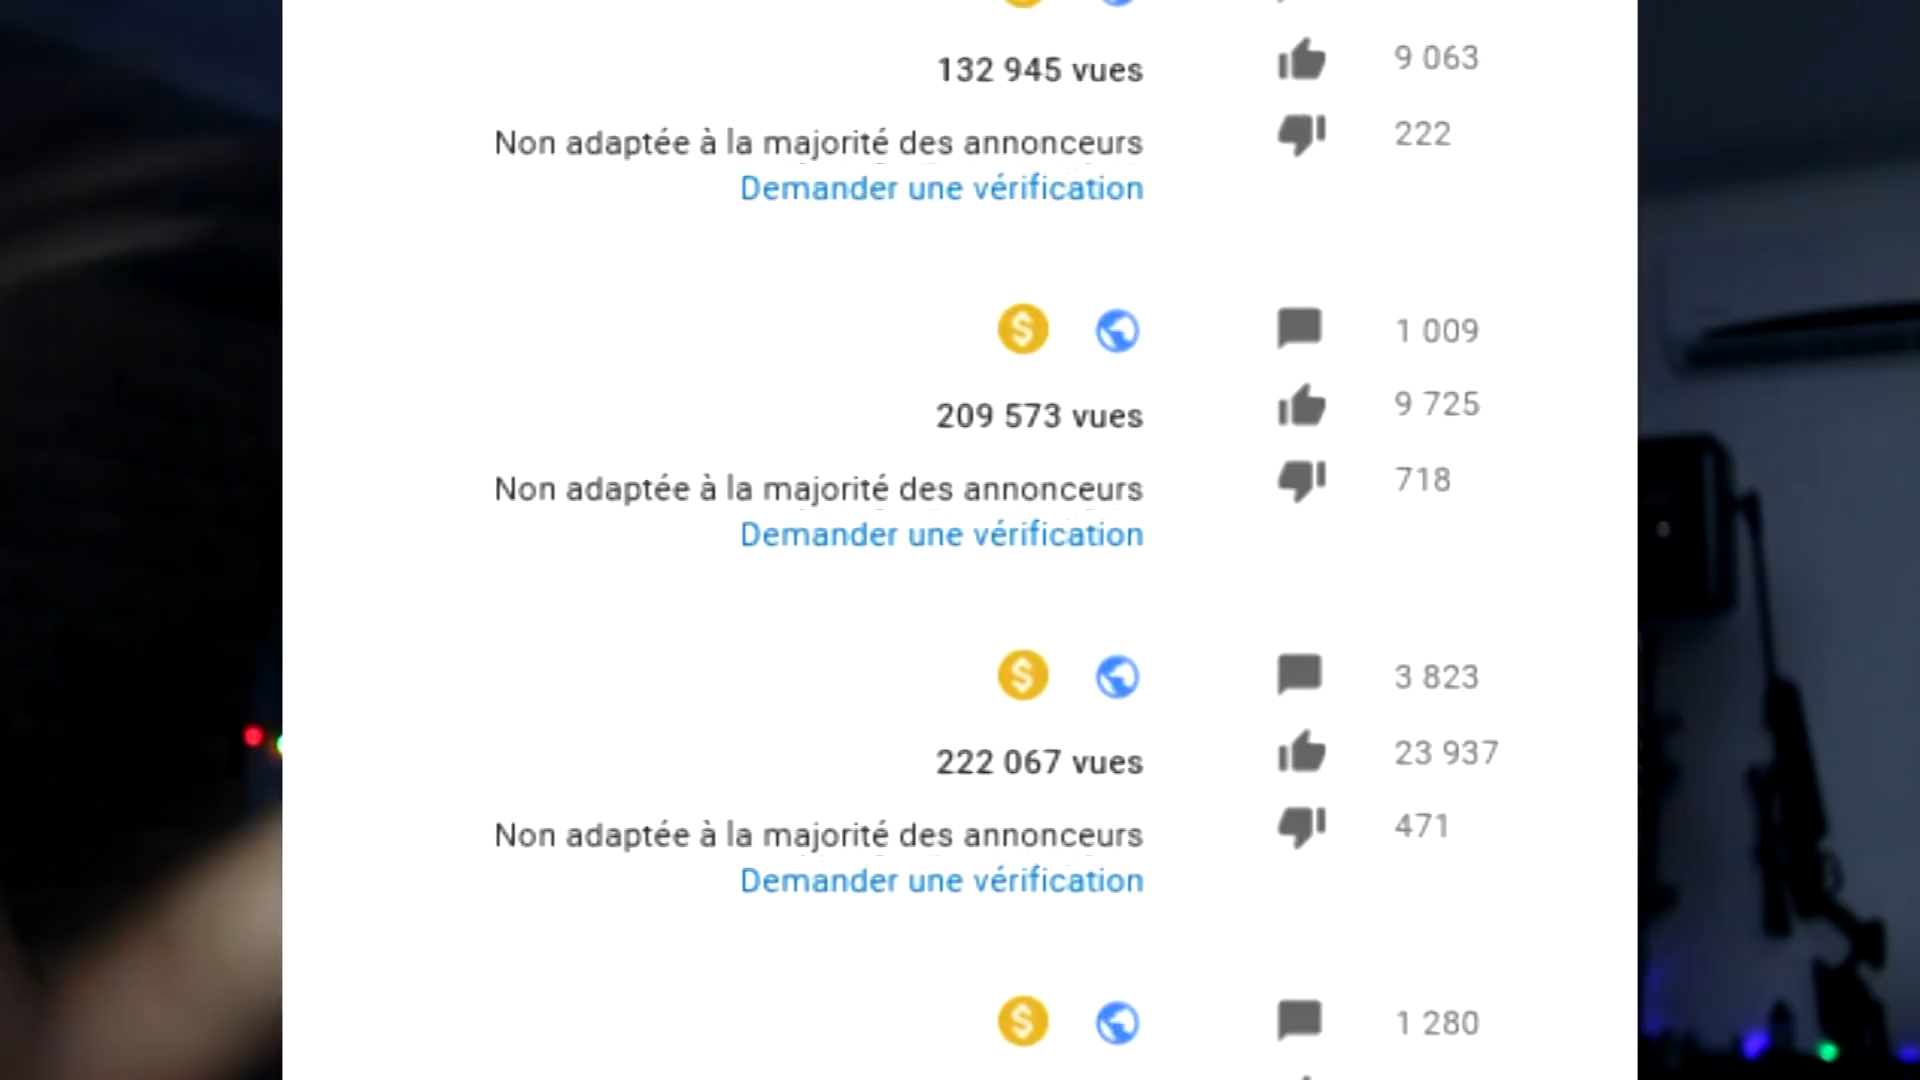 132 945 vues
9 063
Non adaptée à la majorité des annonceurs
222
Demander une vérification
1 009
209 573 vues
9 725
Non adaptée à la majorité des annonceurs
718
Demander une vérification
3 823
222 067 vues
23 937
Non adaptée à la majorité des annonceurs
471
Demander une vérification
1 280